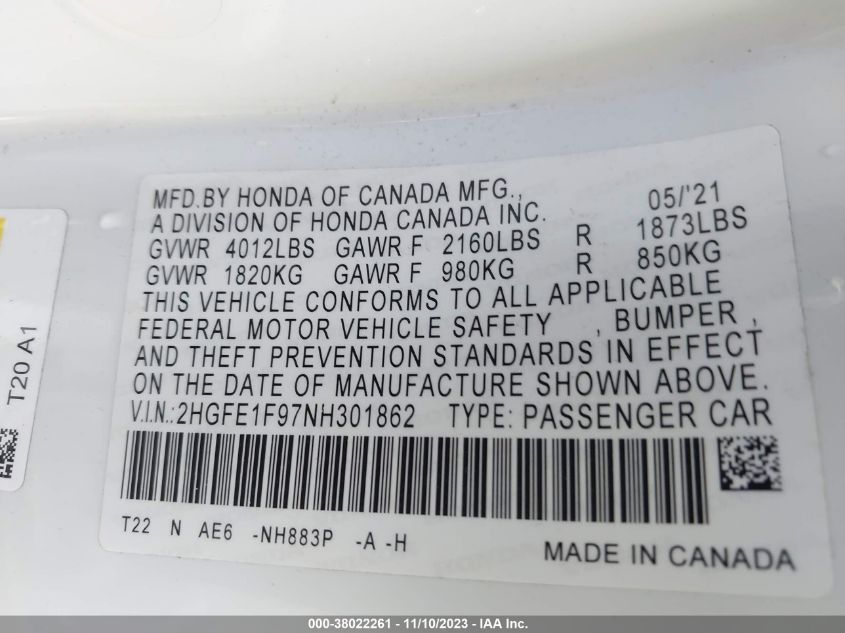 MFD.BY HONDA OF CANADA MFG., 05/'21
A DIVISION OF HONDA CANADA INC.
GVWR 4012LBS GAWR F 2160LBS R 1873LBS
GVWR 1820KG GAWR F 980KG R 850KG
THIS VEHICLE CONFORMS TO ALL APPLICABLE
FEDERAL MOTOR VEHICLE SAFETY , BUMPER ,
AND THEFT PREVENTION STANDARDS IN EFFECT
ON THE DATE OF MANUFACTURE SHOWN ABOVE.
V.I.N.:2HGFE1F97NH301862 TYPE: PASSENGER CAR
T22 N AE6 -NH883P -A -H
MADE IN CANADA
T20 A1
000-38022261 - 11/10/2023 - IAAI.com